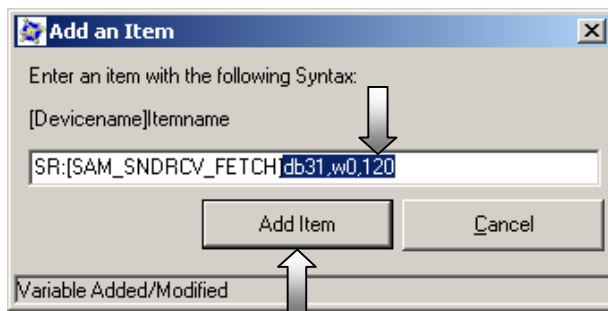 Add an Item
Enter an item with the following Syntax:
[Devicename]Itemname
SR:[SAM_SNDRCV_FETCH]db31,w0,120
Add Item
Cancel
Variable Added/Modified